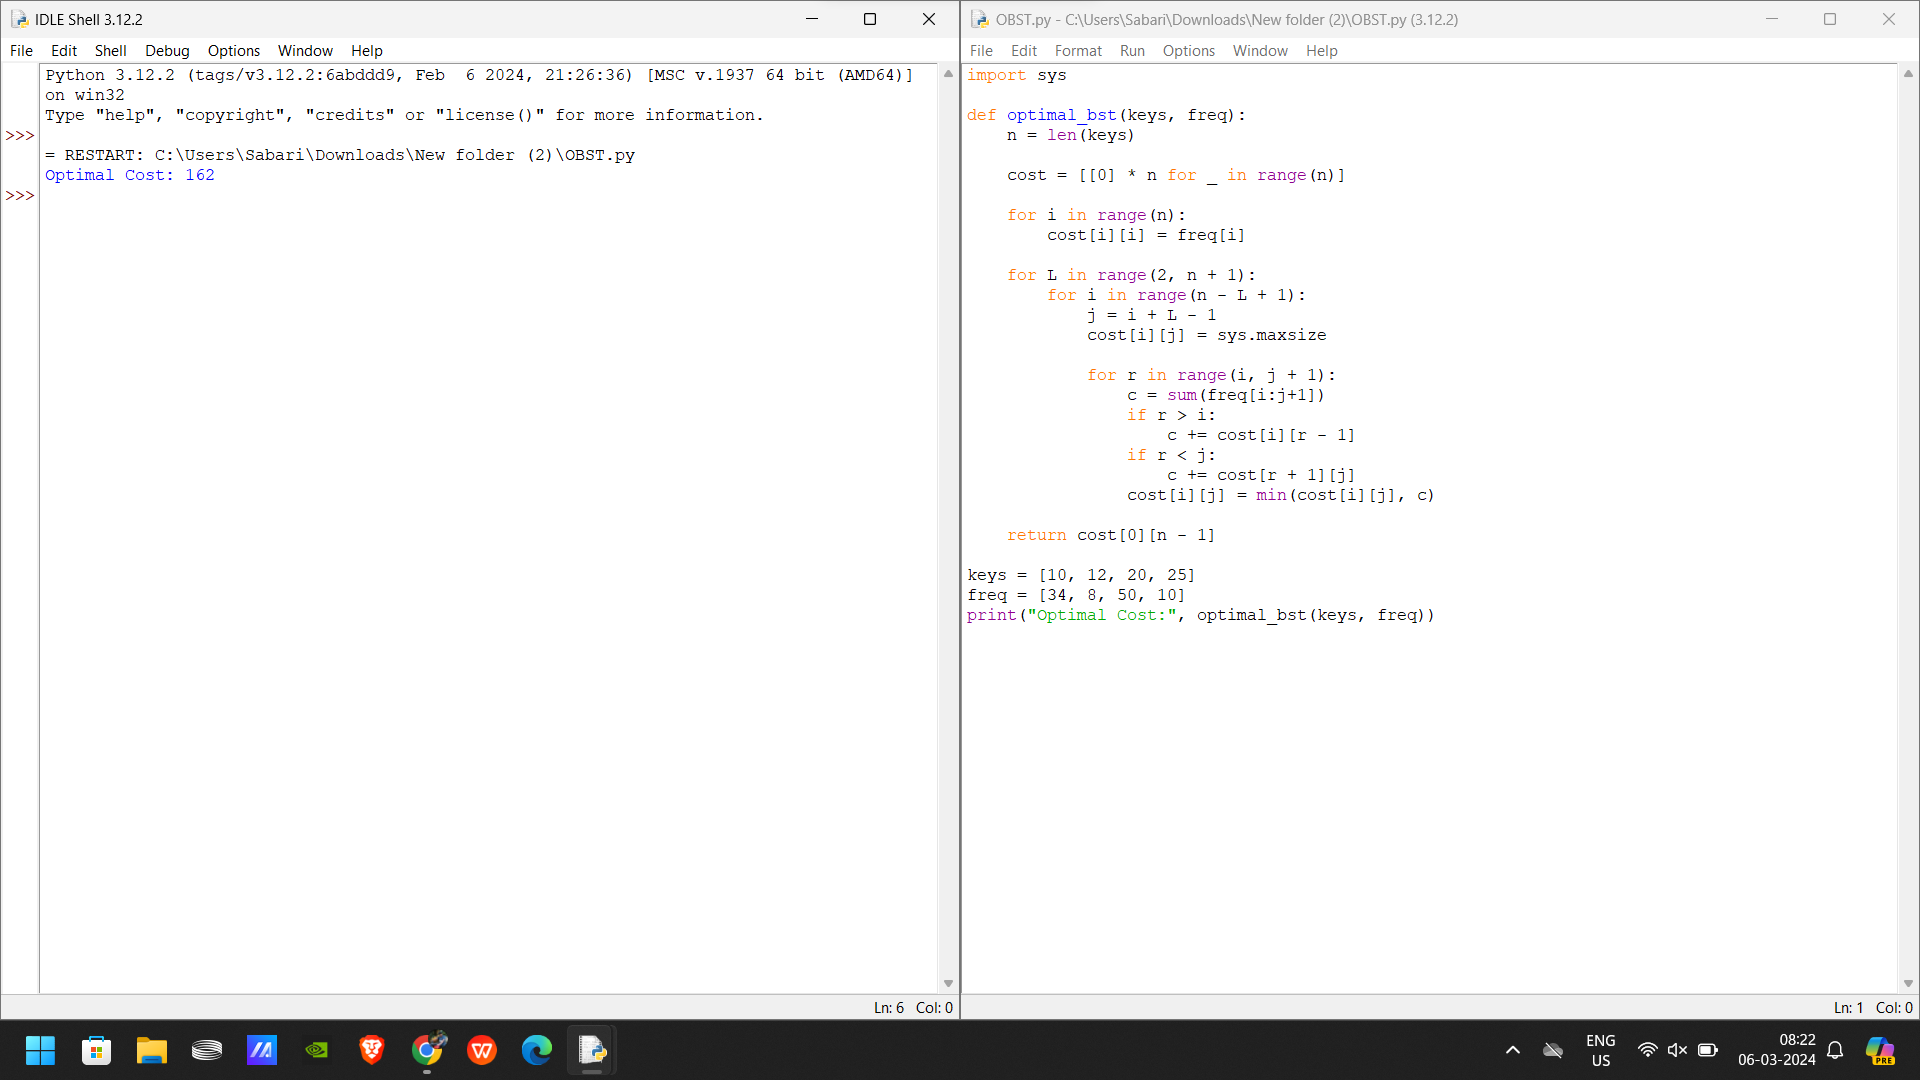 IDLE Shell 3.12.2
File Edit Shell Debug Options Window Help
Python 3.12.2 (tags/v3.12.2:6abddd9, Feb  6 2024, 21:26:36) [MSC v.1937 64 bit (AMD64)]
on win32
Type "help", "copyright", "credits" or "license()" for more information.
>>>
= RESTART: C:\Users\Sabari\Downloads\New folder (2)\OBST.py
Optimal Cost: 162
>>>
Ln: 6 Col: 0
OBST.py - C:\Users\Sabari\Downloads\New folder (2)\OBST.py (3.12.2)
File Edit Format Run Options Window Help
import sys
def optimal_bst(keys, freq):
    n = len(keys)
    cost = [[0] * n for _ in range(n)]
    for i in range(n):
        cost[i][i] = freq[i]
    for L in range(2, n + 1):
        for i in range(n - L + 1):
            j = i + L - 1
            cost[i][j] = sys.maxsize
            for r in range(i, j + 1):
                c = sum(freq[i:j+1])
                if r > i:
                    c += cost[i][r - 1]
                if r < j:
                    c += cost[r + 1][j]
                cost[i][j] = min(cost[i][j], c)
    return cost[0][n - 1]
keys = [10, 12, 20, 25]
freq = [34, 8, 50, 10]
print("Optimal Cost:", optimal_bst(keys, freq))
Ln: 1 Col: 0
W
ENG
US
08:22
06-03-2024
PRE